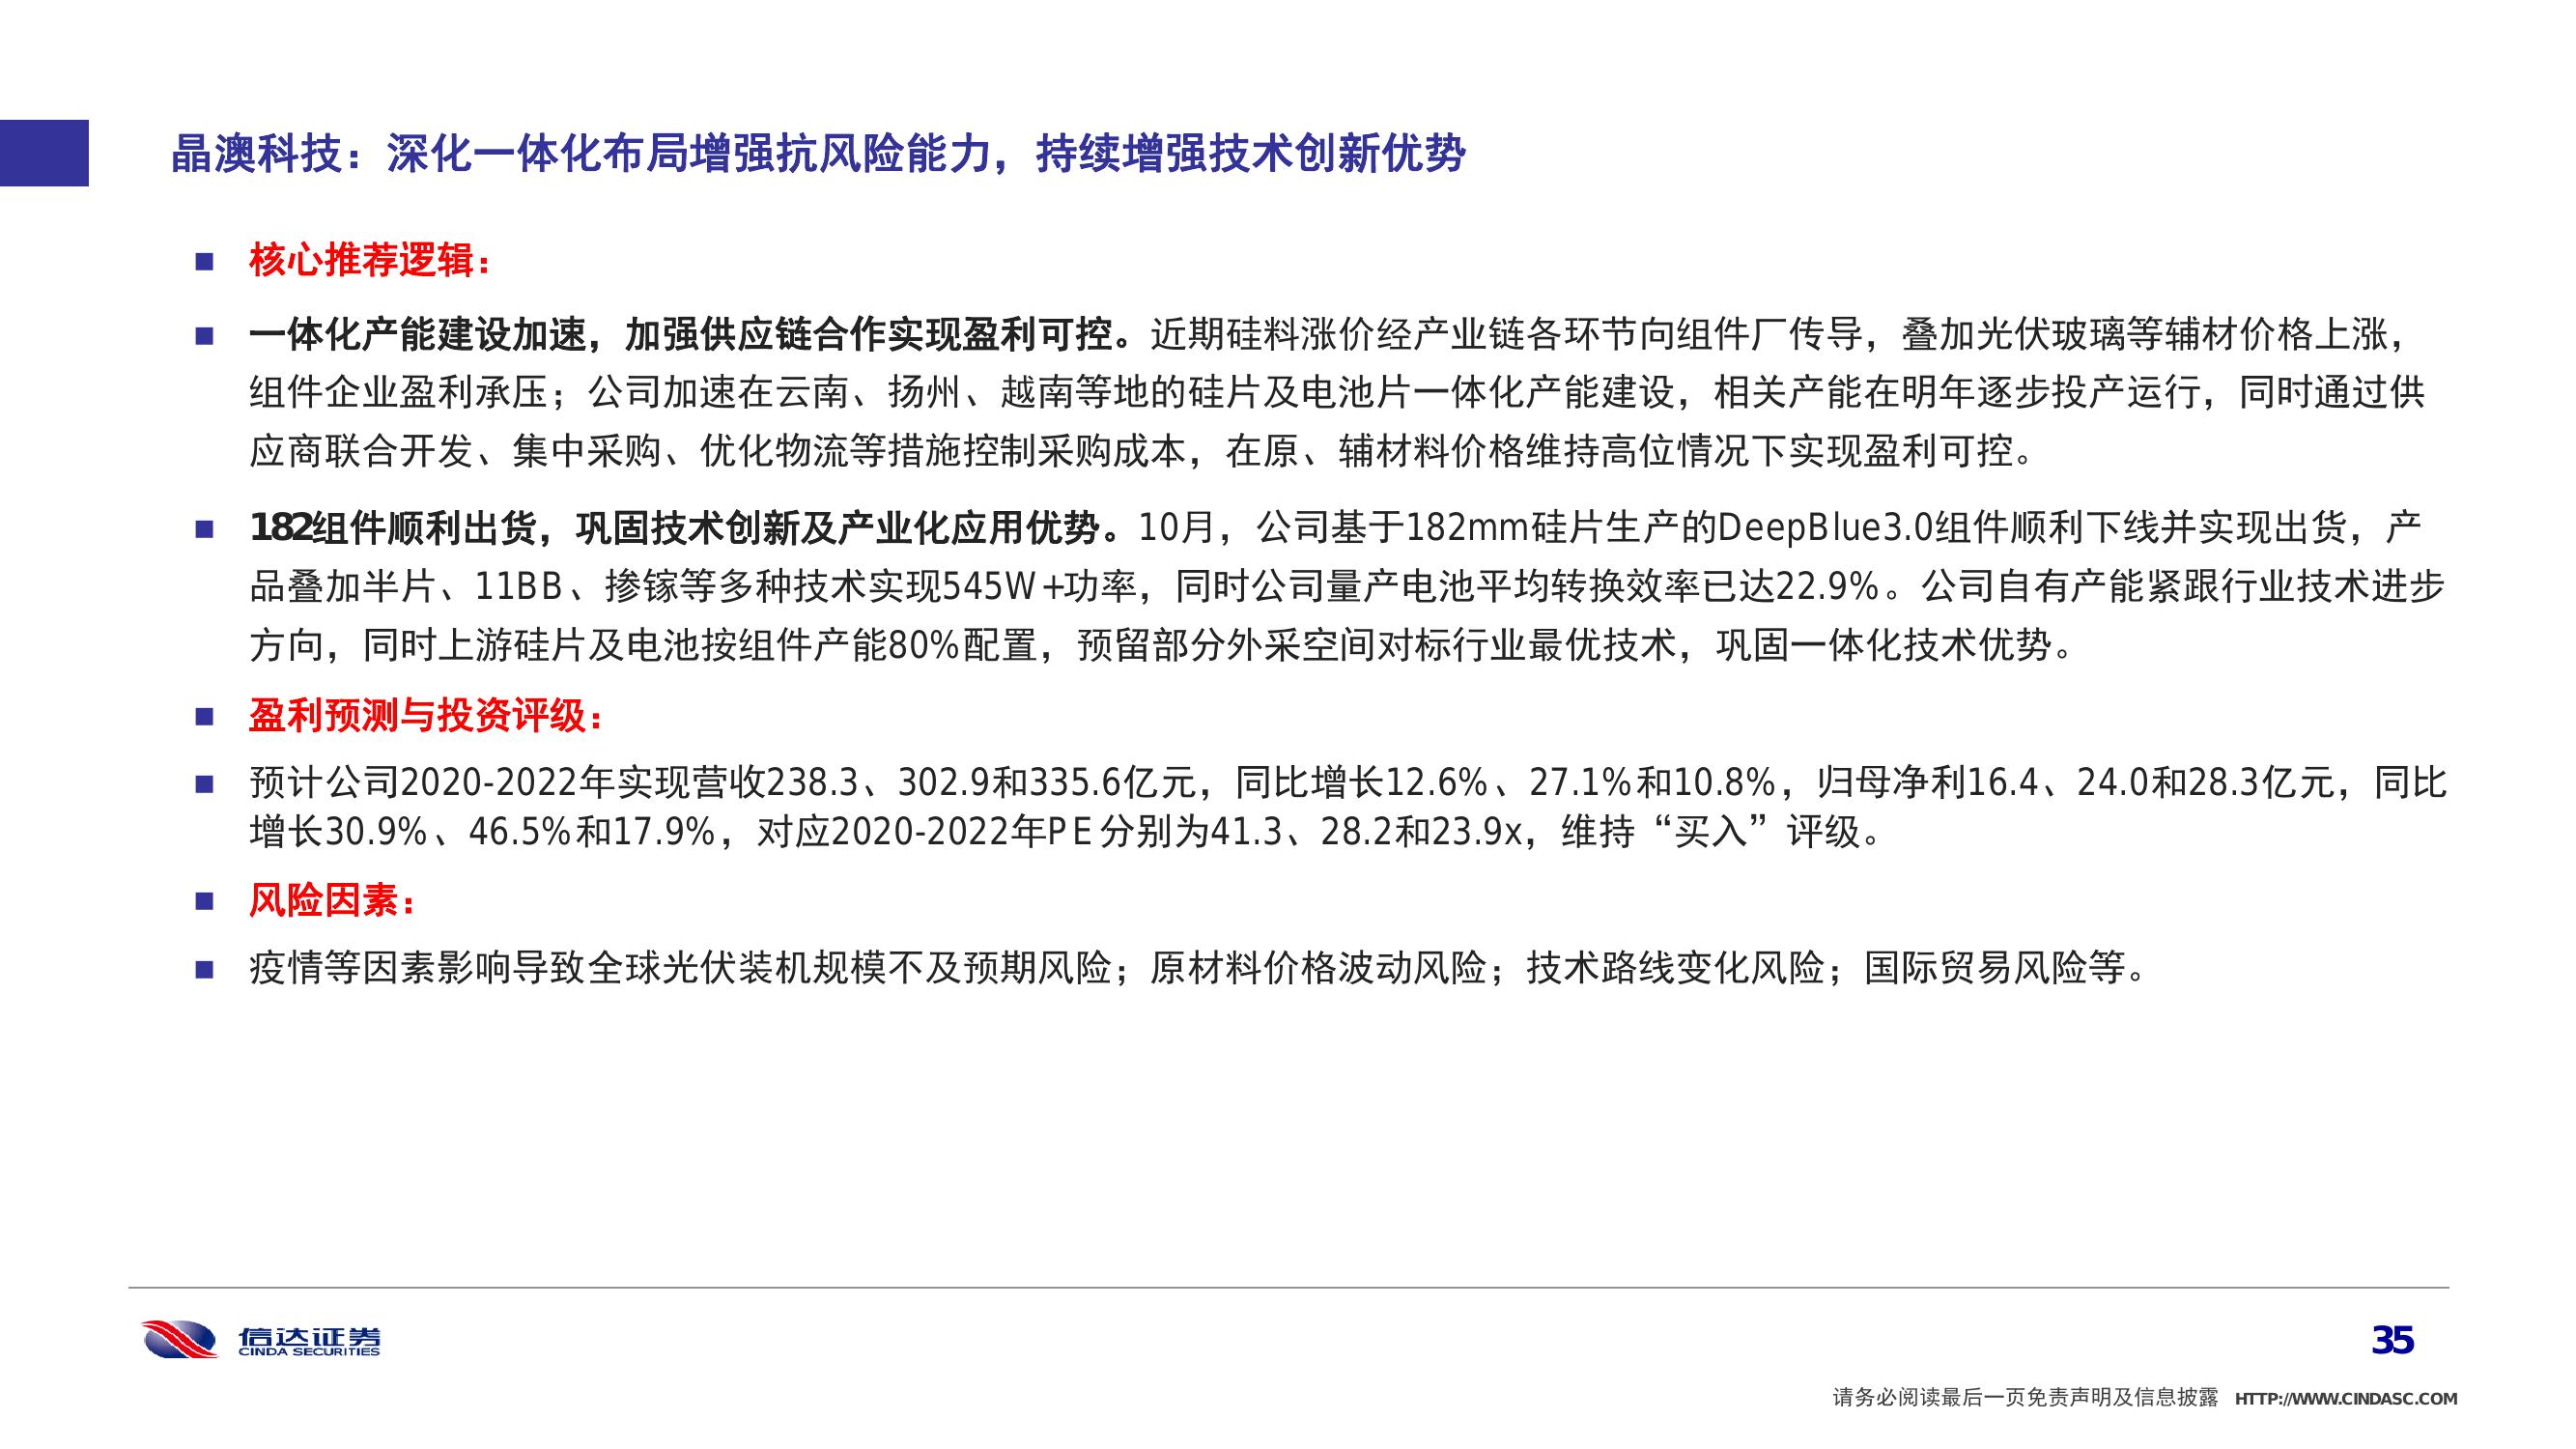 晶澳科技：深化一体化布局增强抗风险能力，持续增强技术创新优势
核心推荐逻辑：
一体化产能建设加速，加强供应链合作实现盈利可控。近期硅料涨价经产业链各环节向组件厂传导，叠加光伏玻璃等辅材价格上涨，
组件企业盈利承压；公司加速在云南、扬州、越南等地的硅片及电池片一体化产能建设，相关产能在明年逐步投产运行，同时通过供
应商联合开发、集中采购、优化物流等措施控制采购成本，在原、辅材料价格维持高位情况下实现盈利可控。
182组件顺利出货，巩固技术创新及产业化应用优势。10月，公司基于182mm硅片生产的DeepBlue3.0组件顺利下线并实现出货，产
品叠加半片、11BB、掺镓等多种技术实现545W+功率，同时公司量产电池平均转换效率已达22.9%。公司自有产能紧跟行业技术进步
方向，同时上游硅片及电池按组件产能80%配置，预留部分外采空间对标行业最优技术，巩固一体化技术优势。
盈利预测与投资评级：
预计公司2020-2022年实现营收238.3、302.9和335.6亿元，同比增长12.6%、27.1%和10.8%，归母净利16.4、24.0和28.3亿元，同比
增长30.9%、46.5%和17.9%，对应2020-2022年PE分别为41.3、28.2和23.9x，维持“买入”评级。
风险因素：
疫情等因素影响导致全球光伏装机规模不及预期风险；原材料价格波动风险；技术路线变化风险；国际贸易风险等。
信达证券
CINDA SECURITIES
35
请务必阅读最后一页免责声明及信息披露 HTTP://WWW.CINDASC.COM